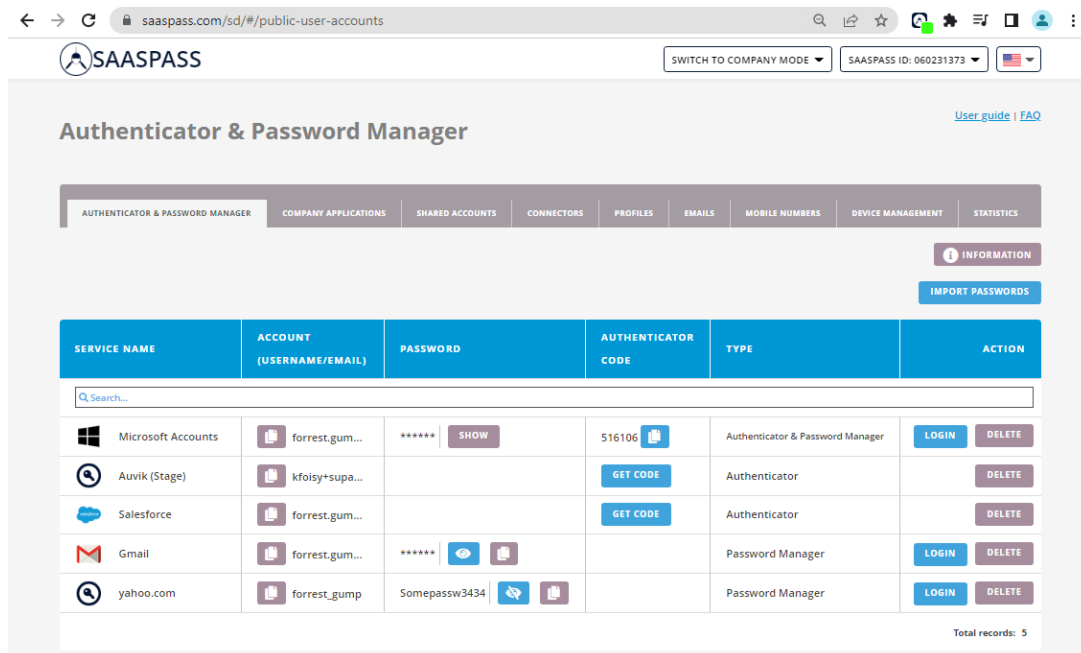 saaspass.com/sd/#/public-user-accounts
SAASPASS
SWITCH TO COMPANY MODE
SAASPASS ID: 060231373
Authenticator & Password Manager
User guide | FAQ
AUTHENTICATOR & PASSWORD MANAGER
COMPANY APPLICATIONS
SHARED ACCOUNTS
CONNECTORS
PROFILES
EMAILS
MOBILE NUMBERS
DEVICE MANAGEMENT
STATISTICS
INFORMATION
IMPORT PASSWORDS
SERVICE NAME
ACCOUNT
(USERNAME/EMAIL)
PASSWORD
AUTHENTICATOR
CODE
TYPE
ACTION
Search...
Microsoft Accounts forrest.gum... ****** SHOW 516106 Authenticator & Password Manager LOGIN DELETE
Auvik (Stage) kfoisy+supa... GET CODE Authenticator DELETE
Salesforce forrest.gum... GET CODE Authenticator DELETE
Gmail forrest.gum... ****** Password Manager LOGIN DELETE
yahoo.com forrest_gump Somepassw3434 Password Manager LOGIN DELETE
Total records: 5